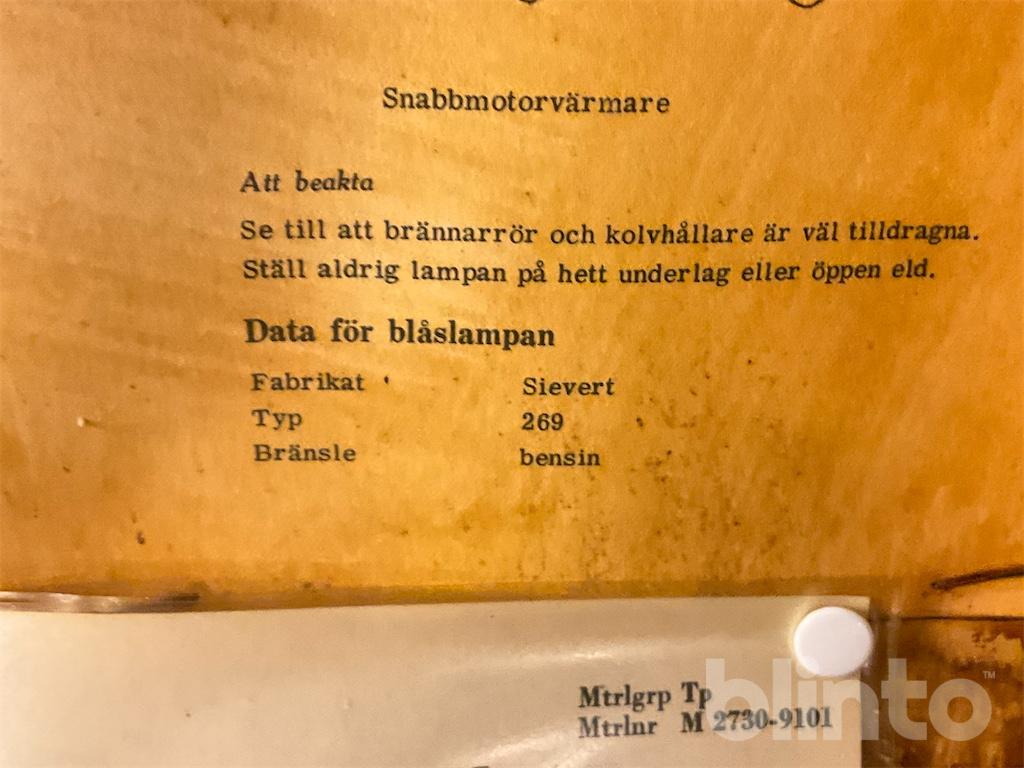 Snabbmotorvärmare
Att beakta
Se till att brännarrör och kolvhållare är väl tilldragna.
Ställ aldrig lampan på hett underlag eller öppen eld.
Data för blåslampan
Fabrikat Sievert
Typ 269
Bränsle bensin
Mtrlgrp Tp
Mtrlnr M 2730-9101
blinto™